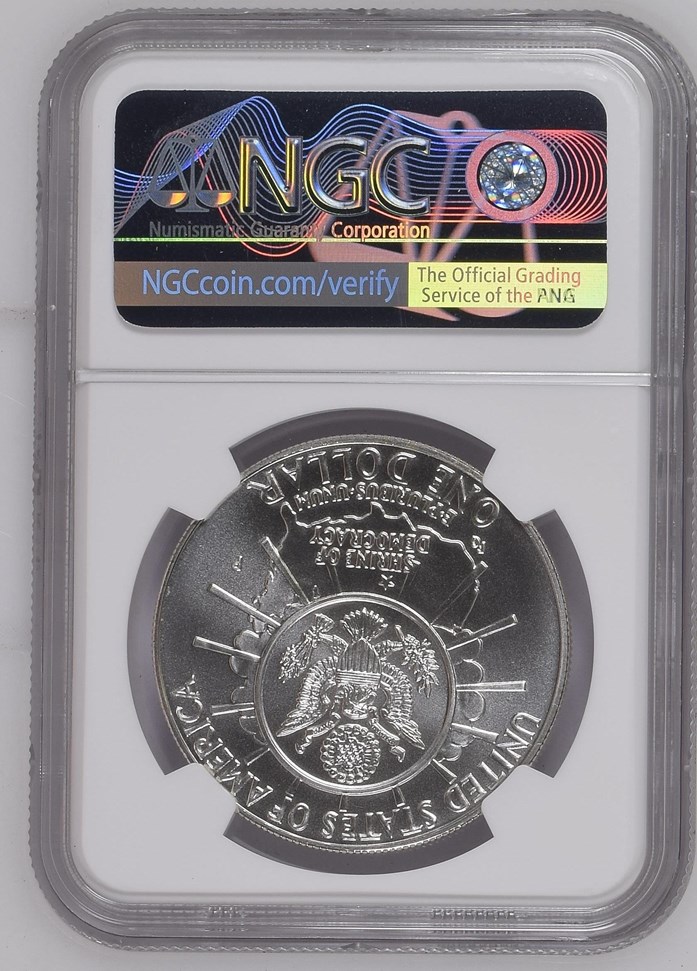 NGC
Numismatic Guaranty Corporation
NGCcoin.com/verify
The Official Grading
Service of the PNG
UNITED STATES OF AMERICA
SHRINE OF
DEMOCRACY
E·PLURIBUS·UNUM
ONE DOLLAR